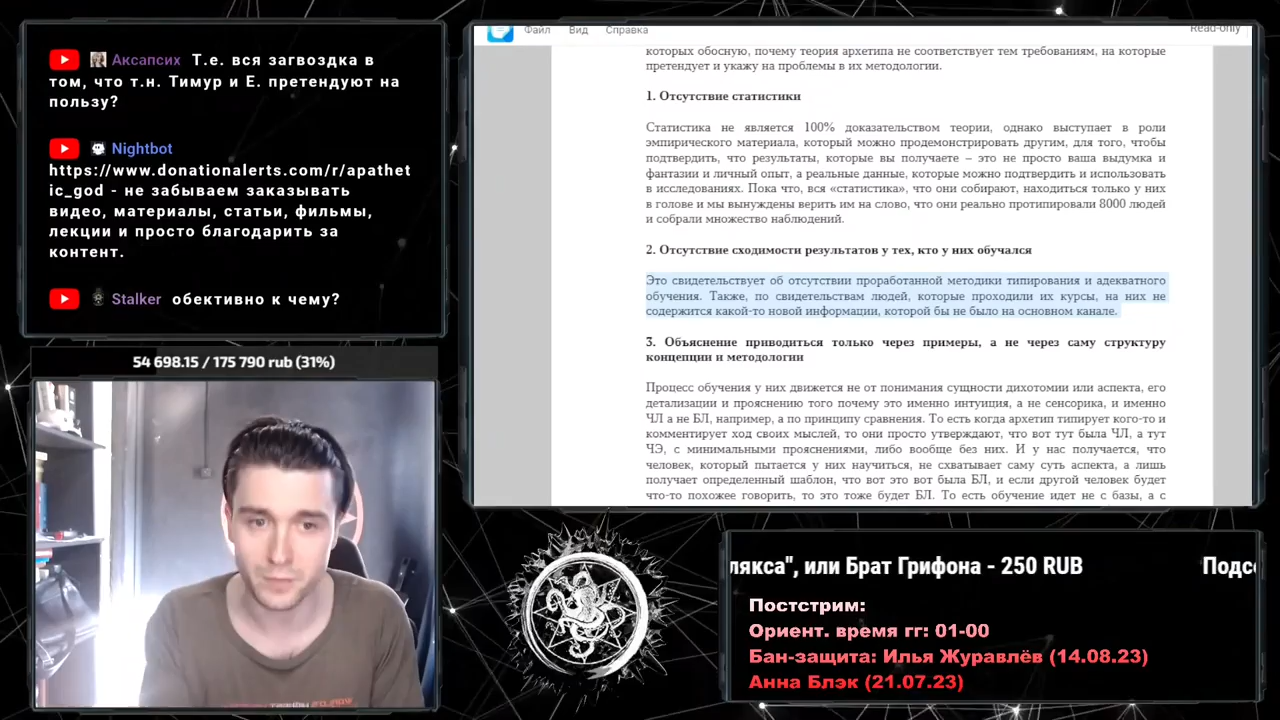 Аксапсих Т.е. вся загвоздка в
том, что т.н. Тимур и Е. претендуют на
пользу?
Nightbot
https://www.donationalerts.com/r/apathet
ic_god - не забываем заказывать
видео, материалы, статьи, фильмы,
лекции и просто благодарить за
контент.
Stalker обективно к чему?
54 698.15 / 175 790 rub (31%)
Файл Вид Справка Read-only
которых обосную, почему теория архетипа не соответствует тем требованиям, на которые
претендует и укажу на проблемы в их методологии.
1. Отсутствие статистики
Статистика не является 100% доказательством теории, однако выступает в роли
эмпирического материала, который можно продемонстрировать другим, для того, чтобы
подтвердить, что результаты, которые вы получаете – это не просто ваша выдумка и
фантазии и личный опыт, а реальные данные, которые можно подтвердить и использовать
в исследованиях. Пока что, вся «статистика», что они собирают, находиться только у них
в голове и мы вынуждены верить им на слово, что они реально протипировали 8000 людей
и собрали множество наблюдений.
2. Отсутствие сходимости результатов у тех, кто у них обучался
Это свидетельствует об отсутствии проработанной методики типирования и адекватного
обучения. Также, по свидетельствам людей, которые проходили их курсы, на них не
содержится какой-то новой информации, которой бы не было на основном канале.
3. Объяснение приводиться только через примеры, а не через саму структуру
концепции и методологии
Процесс обучения у них движется не от понимания сущности дихотомии или аспекта, его
детализации и прояснению того почему это именно интуиция, а не сенсорика, и именно
ЧЛ а не БЛ, например, а по принципу сравнения. То есть когда архетип типирует кого-то и
комментирует ход своих мыслей, то они просто утверждают, что вот тут была ЧЛ, а тут
ЧЭ, с минимальными прояснениями, либо вообще без них. И у нас получается, что
человек, который пытается у них научиться, не схватывает саму суть аспекта, а лишь
получает определенный шаблон, что вот это вот была БЛ, и если другой человек будет
что-то похожее говорить, то это тоже будет БЛ. То есть обучение идет не с базы, а с
лякса", или Брат Грифона - 250 RUB Подсо
Постстрим:
Ориент. время гг: 01-00
Бан-защита: Илья Журавлёв (14.08.23)
Анна Блэк (21.07.23)